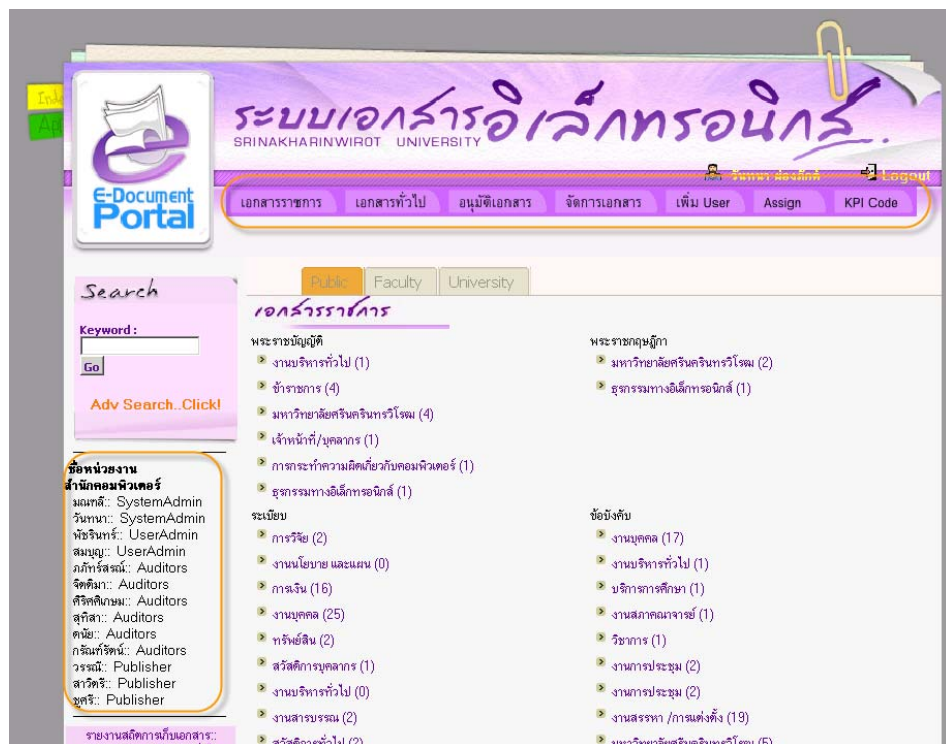 Ind
App
ระบบเอกสารอิเล็กทรอนิกส์
SRINAKHARINWIROT UNIVERSITY
Logout
E-Document
Portal
เอกสารราชการ เอกสารทั่วไป อนุมัติเอกสาร จัดการเอกสาร เพิ่ม User Assign KPI Code
Search
Keyword :
Go
Adv Search..Click!
ชื่อหน่วยงาน
สำนักคอมพิวเตอร์
มณฑลี:: SystemAdmin
วันทนา:: SystemAdmin
พัชรินทร์:: UserAdmin
สมบุญ:: UserAdmin
:: Auditors
จิตติมา:: Auditors
:: Auditors
สุทิสา:: Auditors
ดนัย:: Auditors
:: Auditors
วรรณี:: Publisher
สาวิตรี:: Publisher
ชูศรี:: Publisher
รายงานสถิติการเก็บเอกสาร::
Public Faculty University
เอกสารราชการ
พระราชบัญญัติ
งานบริหารทั่วไป (1)
ข้าราชการ (4)
มหาวิทยาลัยศรีนครินทรวิโรฒ (4)
เจ้าหน้าที่/บุคลากร (1)
การกระทำความผิดเกี่ยวกับคอมพิวเตอร์ (1)
ธุรกรรมทางอิเล็กทรอนิกส์ (1)
พระราชกฤษฎีกา
มหาวิทยาลัยศรีนครินทรวิโรฒ (2)
ธุรกรรมทางอิเล็กทรอนิกส์ (1)
ระเบียบ
การวิจัย (2)
งานนโยบาย และแผน (0)
การเงิน (16)
งานบุคคล (25)
ทรัพย์สิน (2)
สวัสดิการบุคลากร (1)
งานบริหารทั่วไป (0)
งานสารบรรณ (2)
สวัสดิการทั่วไป (2)
ข้อบังคับ
งานบุคคล (17)
งานบริหารทั่วไป (1)
บริการการศึกษา (1)
งานสภาคณาจารย์ (1)
วิชาการ (1)
งานการประชุม (2)
งานการประชุม (2)
งานสรรหา /การแต่งตั้ง (19)
มหาวิทยาลัยศรีนครินทรวิโรฒ (5)